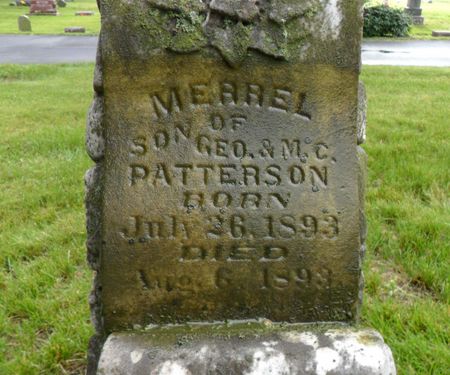 MERREL
SON OF
GEO. & M. C.
PATTERSON
BORN
July 26, 1893
DIED
Aug. 6, 1893